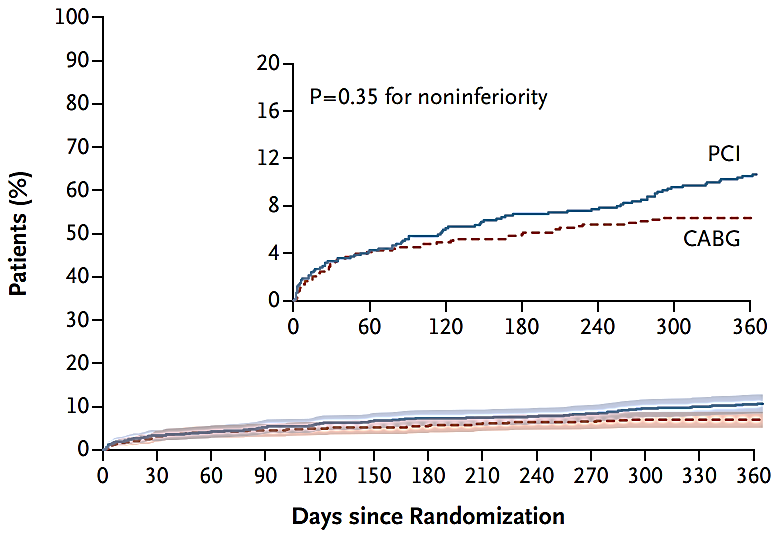 100
90
80
70
60
50
40
30
20
10
0
Patients (%)
20
16
12
8
4
0
P=0.35 for noninferiority
PCI
CABG
0 60 120 180 240 300 360
0 30 60 90 120 150 180 210 240 270 300 330 360
Days since Randomization